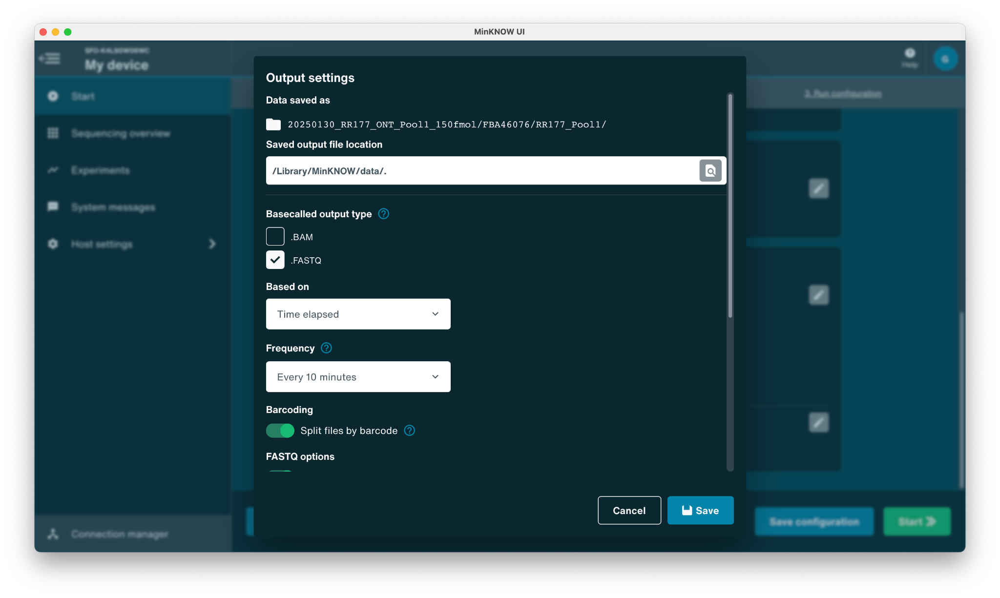 MinKNOW UI
SFO-K4L90W06WC
My device
Help
G
Start
Sequencing overview
Experiments
System messages
Host settings
Connection manager
3. Run configuration
Output settings
Data saved as
20250130_RR177_ONT_Pool1_150fmol/FBA46076/RR177_Pool1/
Saved output file location
/Library/MinKNOW/data/.
Basecalled output type ?
.BAM
.FASTQ
Based on
Time elapsed
Frequency ?
Every 10 minutes
Barcoding
Split files by barcode ?
FASTQ options
Cancel
Save
Save configuration
Start